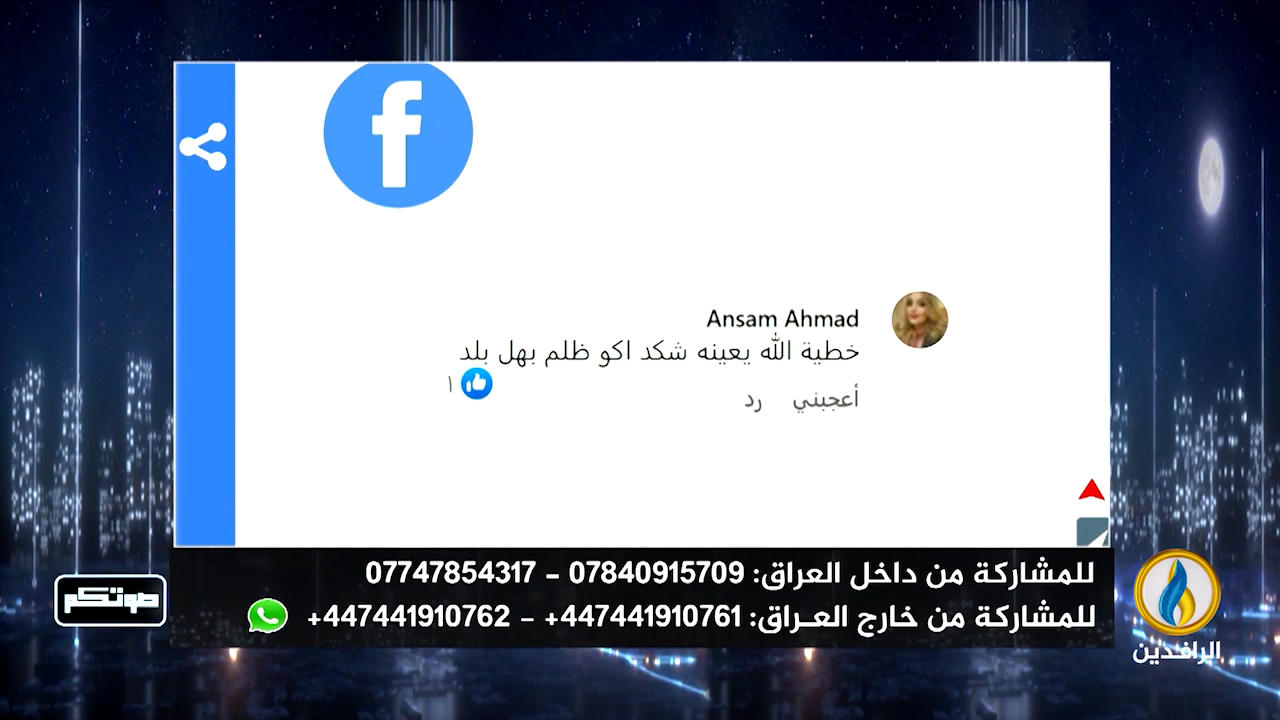 Ansam Ahmad
خطية الله يعينه شكد اكو ظلم بهل بلد
١
أعجبني رد
للمشاركة من داخل العراق: 07840915709 - 07747854317
للمشاركة من خارج العـراق: 447441910761+ - 447441910762+
صوتكم
الرافدين